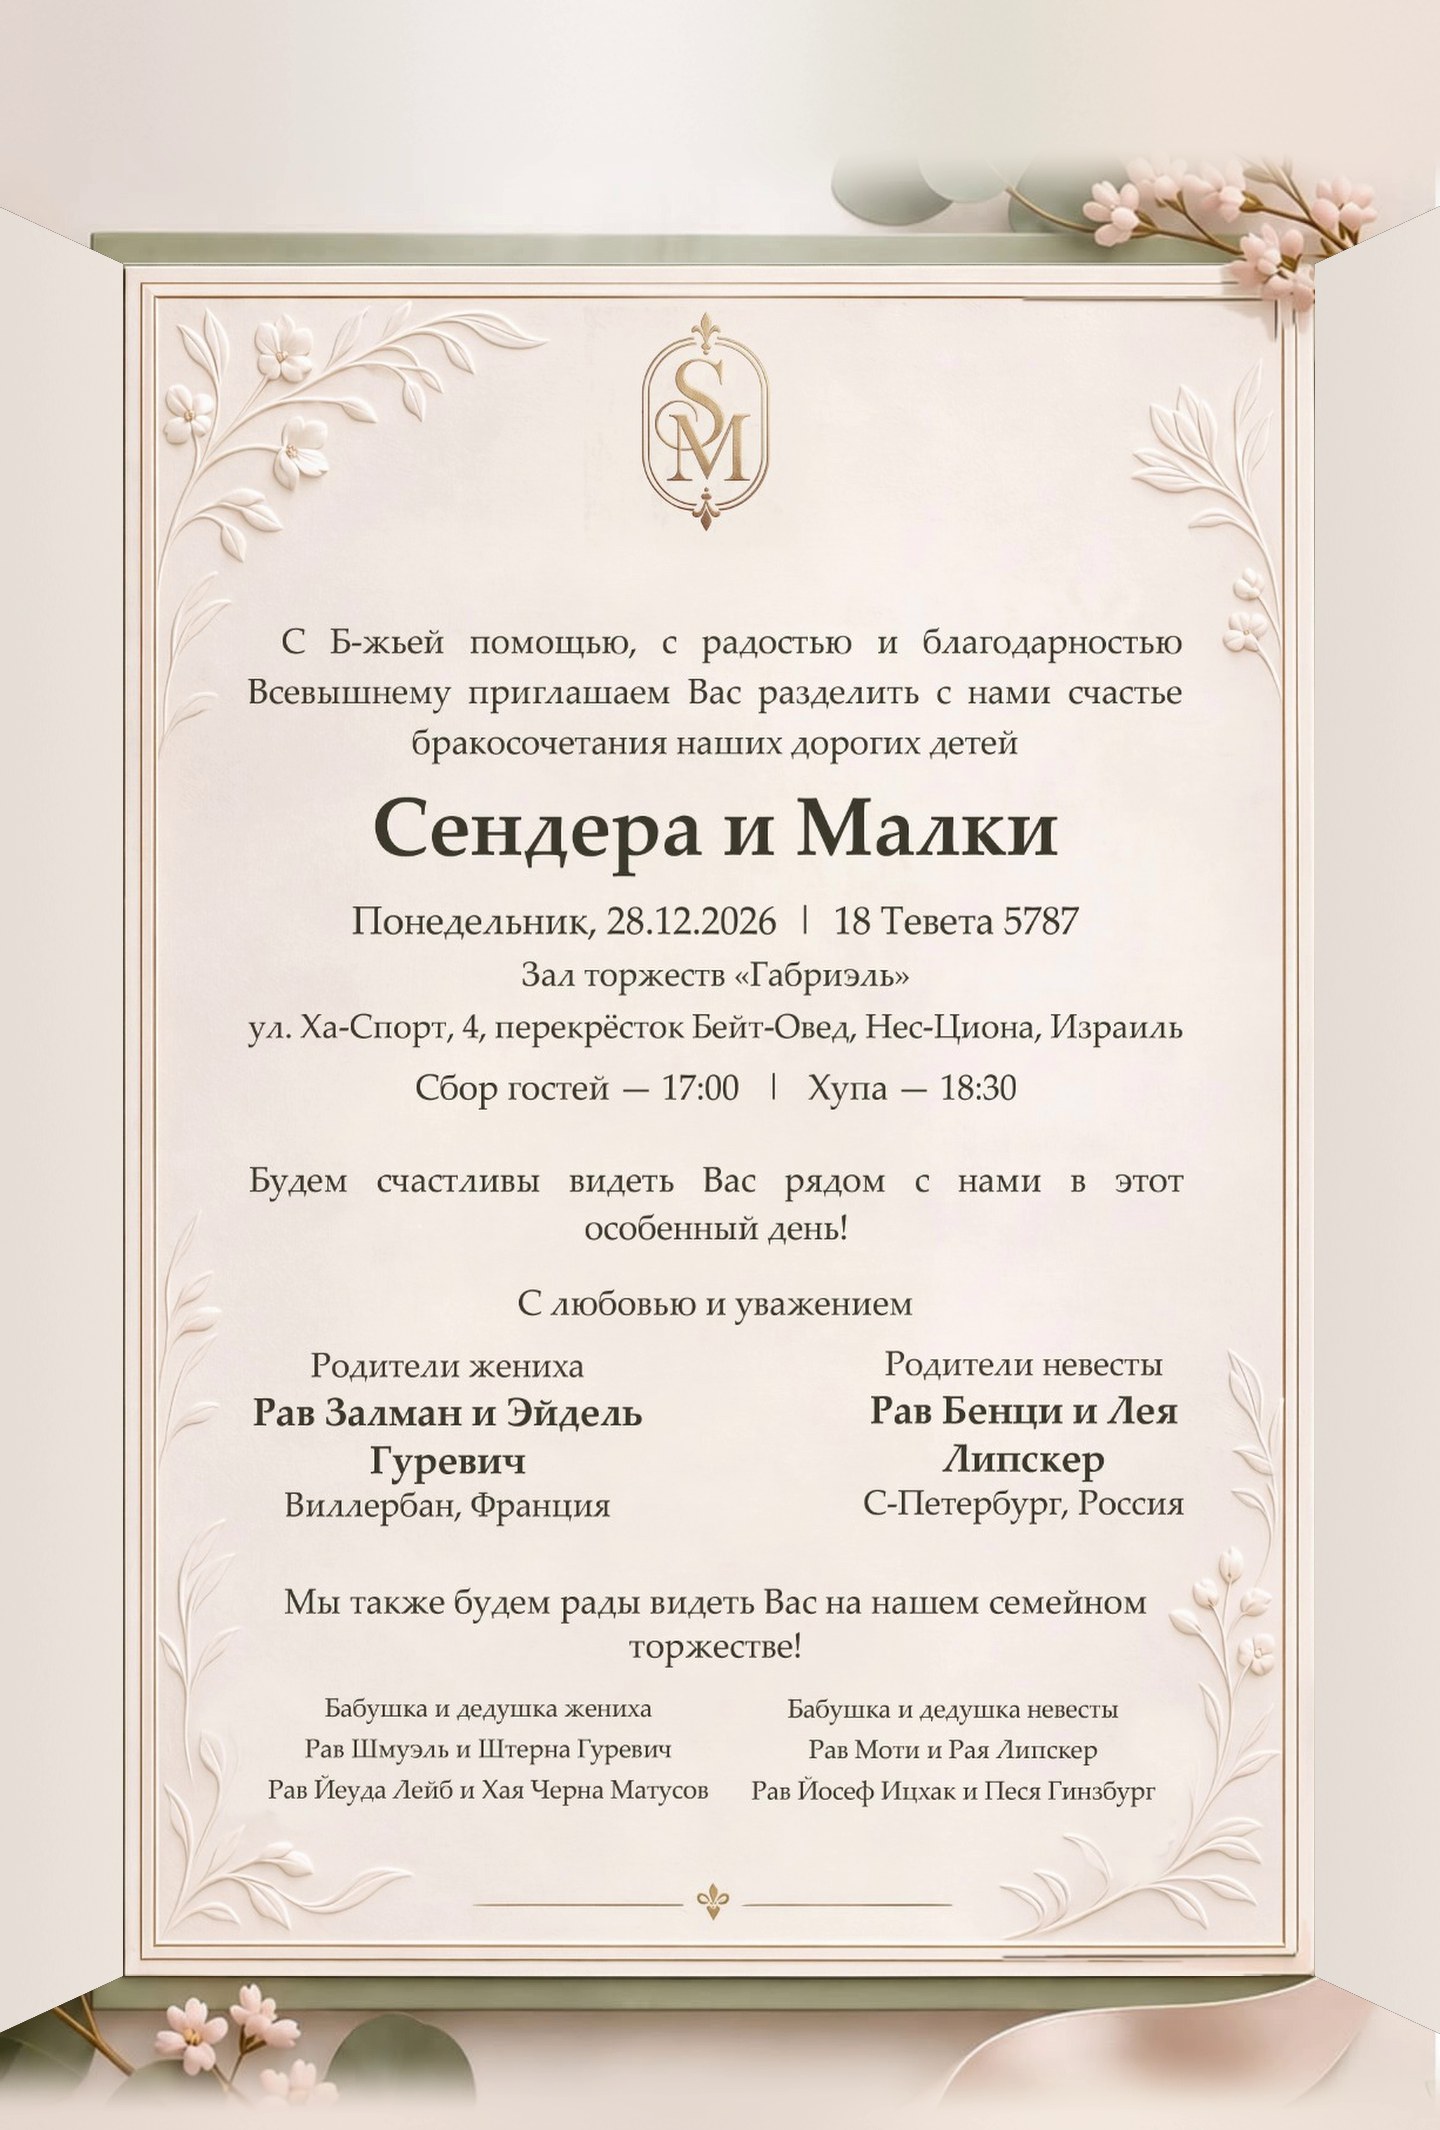 SM
С Б-жьей помощью, с радостью и благодарностью
Всевышнему приглашаем Вас разделить с нами счастье
бракосочетания наших дорогих детей
Сендера и Малки
Понедельник, 28.12.2026 | 18 Тевета 5787
Зал торжеств «Габриэль»
ул. Ха-Спорт, 4, перекрёсток Бейт-Овед, Нес-Циона, Израиль
Сбор гостей — 17:00 | Хупа — 18:30
Будем счастливы видеть Вас рядом с нами в этот
особенный день!
С любовью и уважением
Родители жениха
Рав Залман и Эйдель
Гуревич
Виллербан, Франция
Родители невесты
Рав Бенци и Лея
Липскер
С-Петербург, Россия
Мы также будем рады видеть Вас на нашем семейном
торжестве!
Бабушка и дедушка жениха
Рав Шмуэль и Штерна Гуревич
Рав Йеуда Лейб и Хая Черна Матусов
Бабушка и дедушка невесты
Рав Моти и Рая Липскер
Рав Йосеф Ицхак и Песя Гинзбург